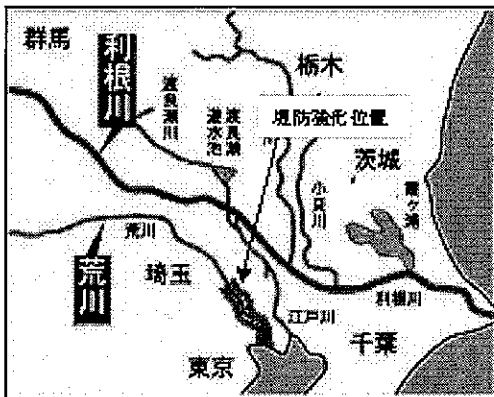 群馬
利根川
渡良瀬川
渡良瀬
遊水池
栃木
堤防強化位置
茨城
小貝川
霞ヶ浦
荒川
荒川
埼玉
江戸川
利根川
千葉
東京